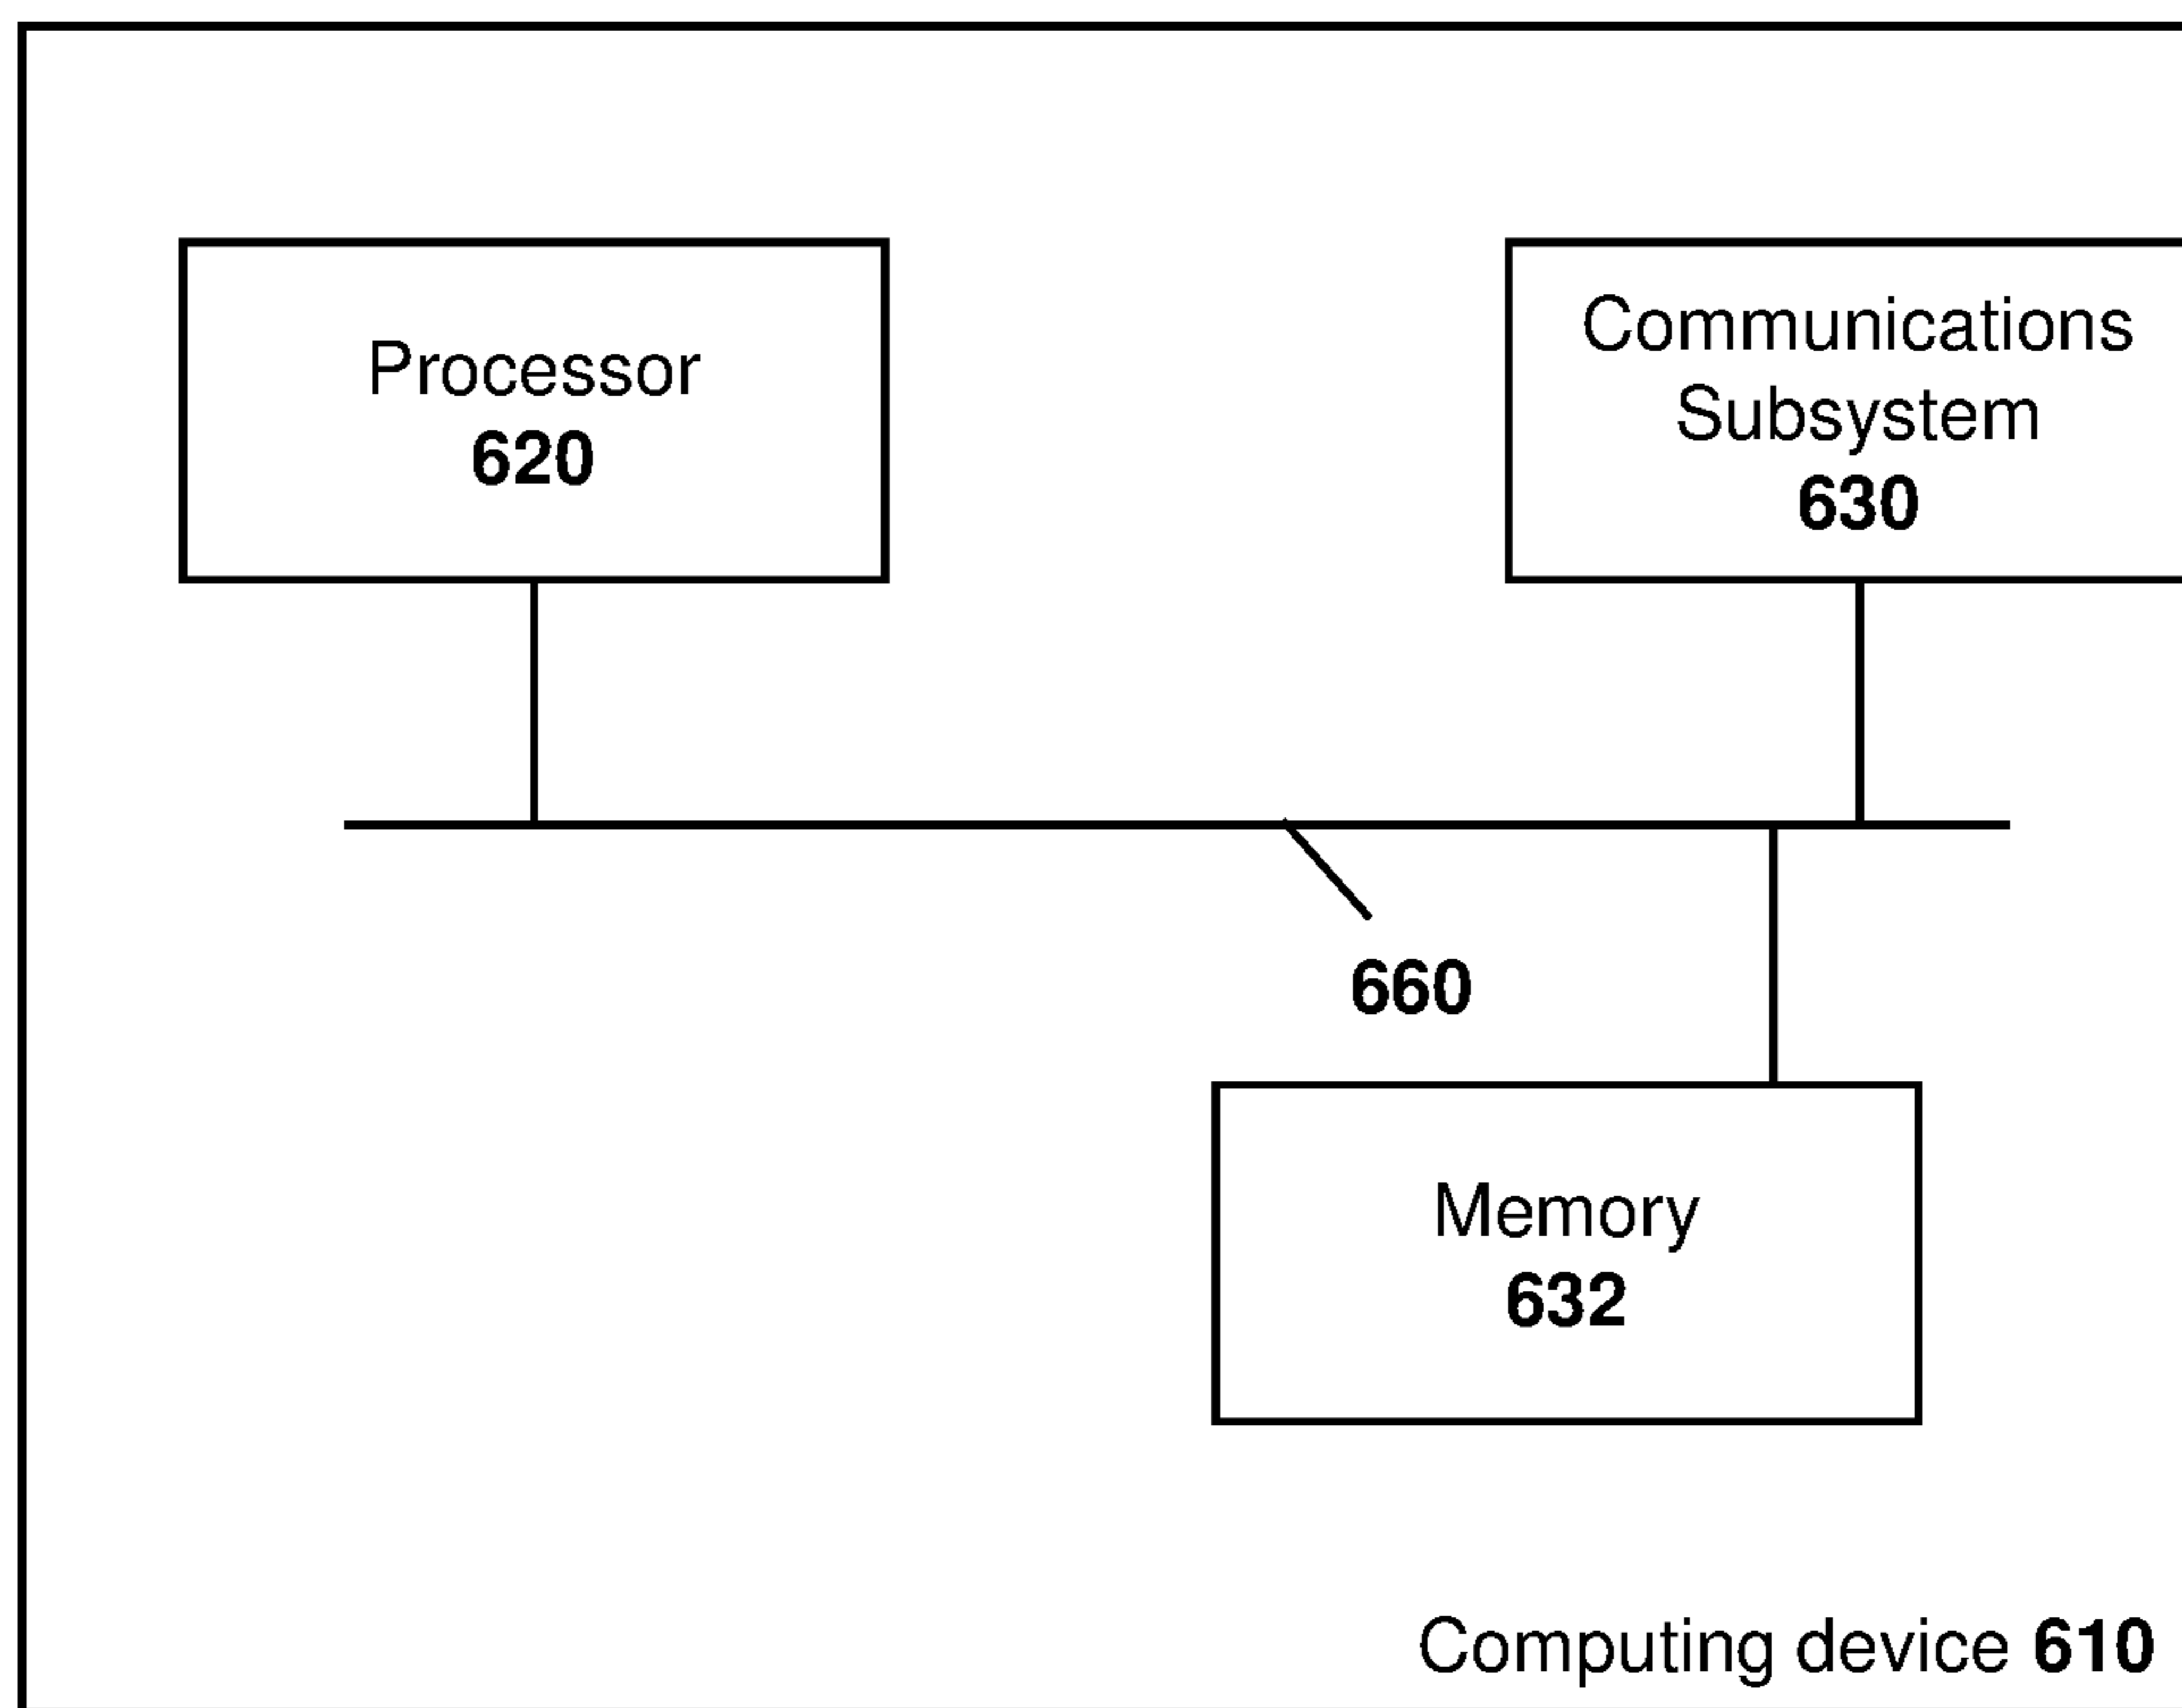 Processor
620
Communications
Subsystem
630
660
Memory
632
Computing device 610